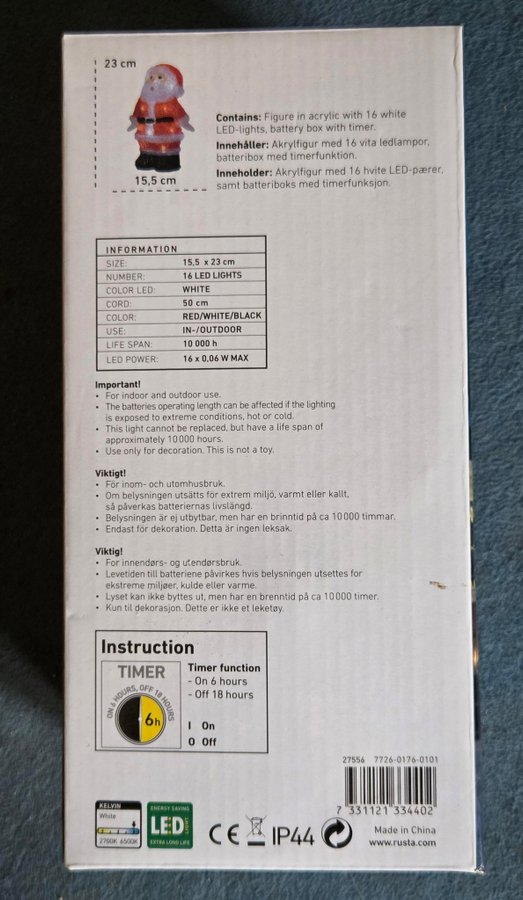 23 cm
15,5 cm
Contains: Figure in acrylic with 16 white
LED-lights, battery box with timer.
Innehåller: Akrylfigur med 16 vita ledlampor,
batteribox med timerfunktion.
Inneholder: Akrylfigur med 16 hvite LED-pærer,
samt batteriboks med timerfunksjon.
INFORMATION
SIZE: 15,5 x 23 cm
NUMBER: 16 LED LIGHTS
COLOR LED: WHITE
CORD: 50 cm
COLOR: RED/WHITE/BLACK
USE: IN-/OUTDOOR
LIFE SPAN: 10 000 h
LED POWER: 16 x 0,06 W MAX
Important!
• For indoor and outdoor use.
• The batteries operating length can be affected if the lighting
is exposed to extreme conditions, hot or cold.
• This light cannot be replaced, but have a life span of
approximately 10 000 hours.
• Use only for decoration. This is not a toy.
Viktigt!
• För inom- och utomhusbruk.
• Om belysningen utsätts för extrem miljö, varmt eller kallt,
så påverkas batteriernas livslängd.
• Belysningen är ej utbytbar, men har en brinntid på ca 10 000 timmar.
• Endast för dekoration. Detta är ingen leksak.
Viktig!
• For innendørs- og utendørsbruk.
• Levetiden till batteriene påvirkes hvis belysningen utsettes for
ekstreme miljøer, kulde eller varme.
• Lyset kan ikke byttes ut, men har en brenntid på ca 10 000 timer.
• Kun til dekorasjon. Dette er ikke et leketøy.
Instruction
TIMER
ON 6 HOURS, OFF 18 HOURS
6h
Timer function
- On 6 hours
- Off 18 hours
I On
O Off
27556 7726-0176-0101
7 331121 334402
KELVIN
White
2700K 6500K
ENERGY SAVING
LED
LIGHT
EXTRA LONG LIFE
CE
IP44
Made in China
www.rusta.com